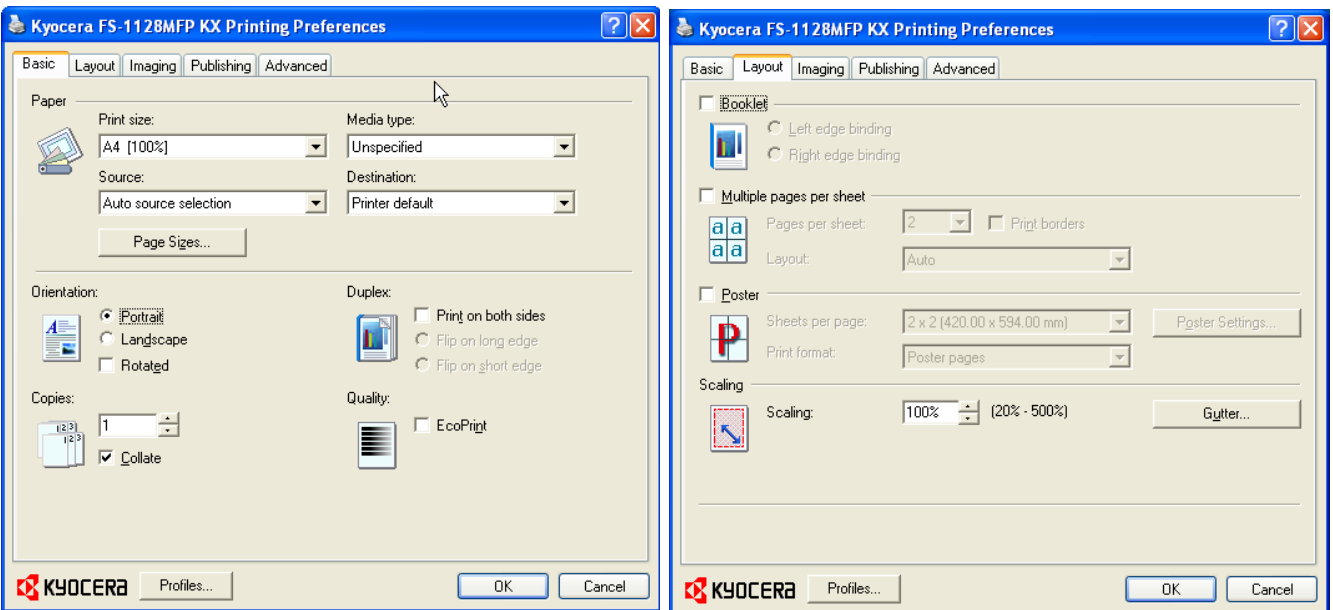 Kyocera FS-1128MFP KX Printing Preferences
Basic Layout Imaging Publishing Advanced
Paper
Print size: Media type:
A4 [100%] Unspecified
Source: Destination:
Auto source selection Printer default
Page Sizes...
Orientation: Duplex:
Portrait Print on both sides
Landscape Flip on long edge
Rotated Flip on short edge
Copies: Quality:
1 EcoPrint
Collate
KYOCERA Profiles... OK Cancel
Kyocera FS-1128MFP KX Printing Preferences
Basic Layout Imaging Publishing Advanced
Booklet
Left edge binding
Right edge binding
Multiple pages per sheet
Pages per sheet: 2 Print borders
Layout: Auto
Poster
Sheets per page: 2 x 2 (420.00 x 594.00 mm) Poster Settings...
Print format: Poster pages
Scaling
Scaling: 100% (20% - 500%) Gutter...
KYOCERA Profiles... OK Cancel